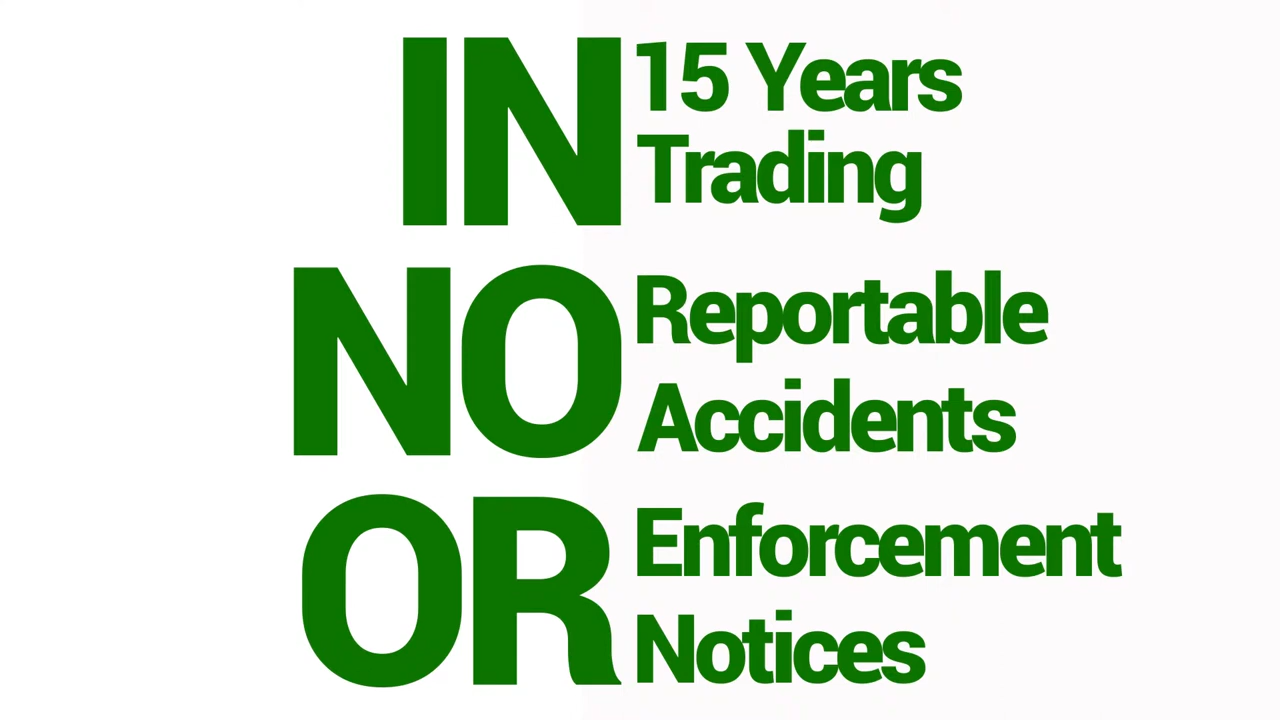 IN 15 Years
Trading
NO Reportable
Accidents
OR Enforcement
Notices